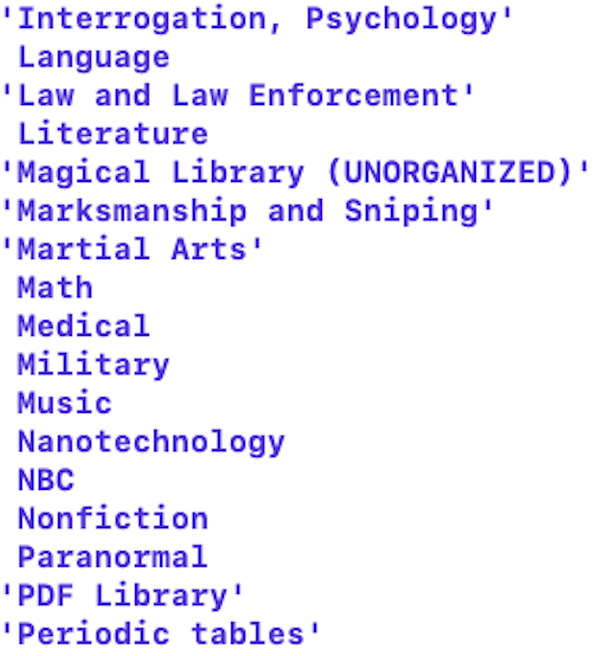 'Interrogation, Psychology'
Language
'Law and Law Enforcement'
Literature
'Magical Library (UNORGANIZED)'
'Marksmanship and Sniping'
'Martial Arts'
Math
Medical
Military
Music
Nanotechnology
NBC
Nonfiction
Paranormal
'PDF Library'
'Periodic tables'